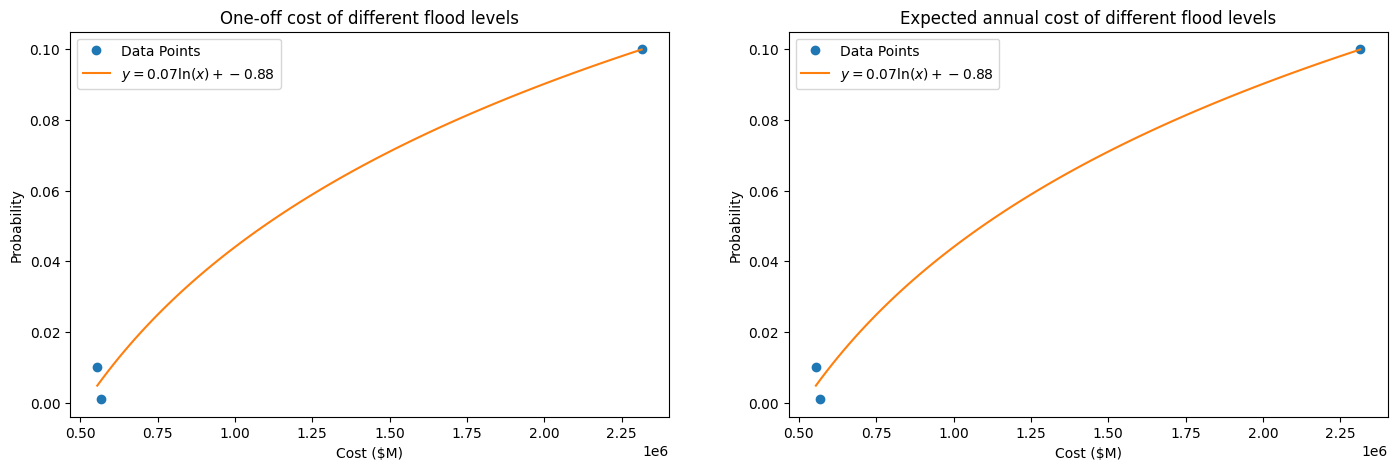 One-off cost of different flood levels
Data Points
y = 0.07ln(x) + −0.88
Probability
0.10
0.08
0.06
0.04
0.02
0.00
0.50 0.75 1.00 1.25 1.50 1.75 2.00 2.25
1e6
Cost ($M)
Expected annual cost of different flood levels
Data Points
y = 0.07ln(x) + −0.88
Probability
0.10
0.08
0.06
0.04
0.02
0.00
0.50 0.75 1.00 1.25 1.50 1.75 2.00 2.25
1e6
Cost ($M)